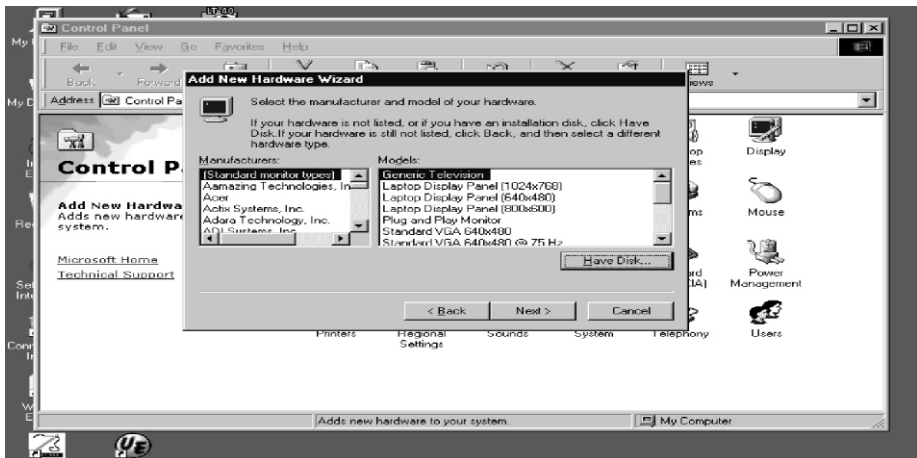 LT-60
Control Panel
File Edit View Go Favorites Help
Back Forward
Address Control Pa
Add New Hardware Wizard
Select the manufacturer and model of your hardware.
If your hardware is not listed, or if you have an installation disk, click Have
Disk.If your hardware is still not listed, click Back, and then select a different
hardware type.
Manufacturers:
(Standard monitor types)
Aamazing Technologies, In
Acer
Actix Systems, Inc.
Adara Technology, Inc.
ADI Systems, Inc.
Models:
Generic Television
Laptop Display Panel (1024x768)
Laptop Display Panel (640x480)
Laptop Display Panel (800x600)
Plug and Play Monitor
Standard VGA 640x480
Standard VGA 640x480 @ 75 Hz
Have Disk...
< Back
Next >
Cancel
Control P
Add New Hardwa
Adds new hardware
system.
Microsoft Home
Technical Support
Display
Mouse
Power
Management
Printers
Regional
Settings
Sounds
System
Telephony
Users
Adds new hardware to your system.
My Computer